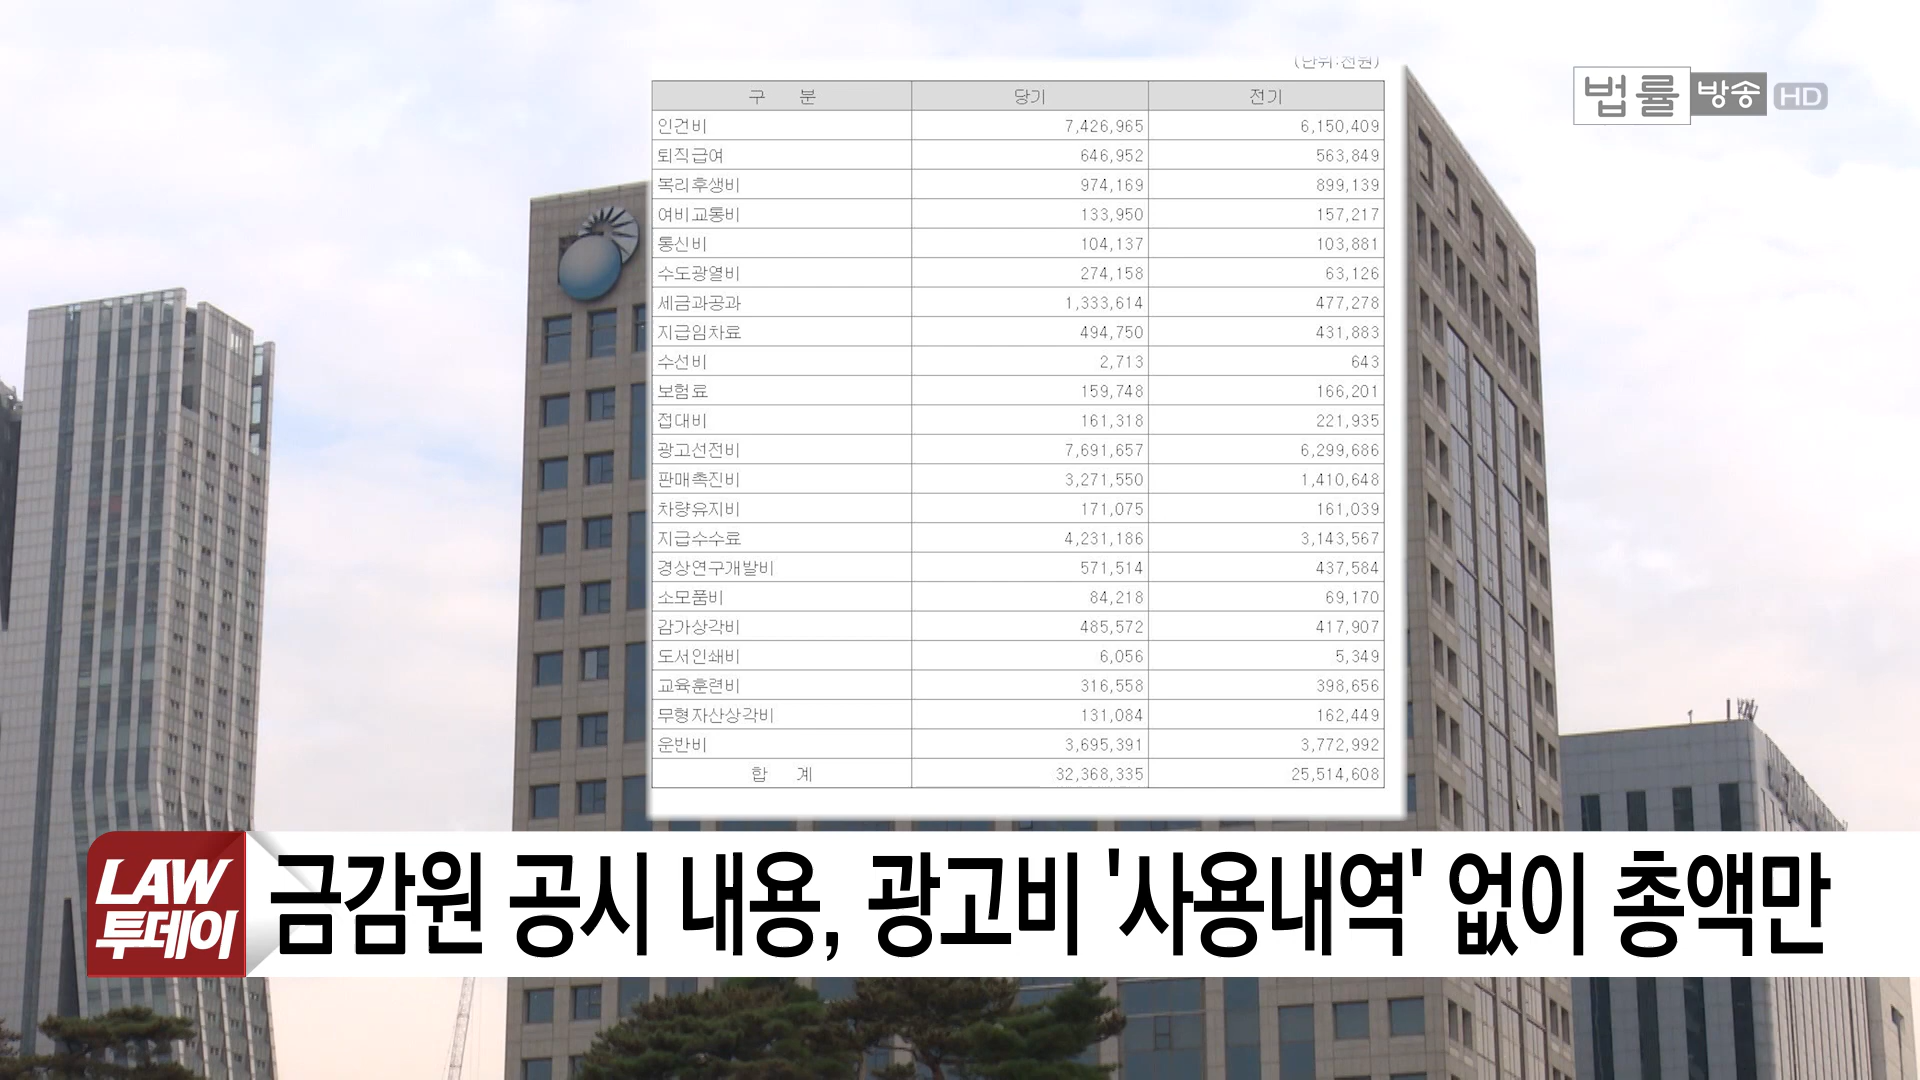 (단위:천원)
법률방송 HD
구 분 당기 전기
인건비 7,426,965 6,150,409
퇴직급여 646,952 563,849
복리후생비 974,169 899,139
여비교통비 133,950 157,217
통신비 104,137 103,881
수도광열비 274,158 63,126
세금과공과 1,333,614 477,278
지급임차료 494,750 431,883
수선비 2,713 643
보험료 159,748 166,201
접대비 161,318 221,935
광고선전비 7,691,657 6,299,686
판매촉진비 3,271,550 1,410,648
차량유지비 171,075 161,039
지급수수료 4,231,186 3,143,567
경상연구개발비 571,514 437,584
소모품비 84,218 69,170
감가상각비 485,572 417,907
도서인쇄비 6,056 5,349
교육훈련비 316,558 398,656
무형자산상각비 131,084 162,449
운반비 3,695,391 3,772,992
합 계 32,368,335 25,514,608
LAW
투데이
금감원 공시 내용, 광고비 '사용내역' 없이 총액만